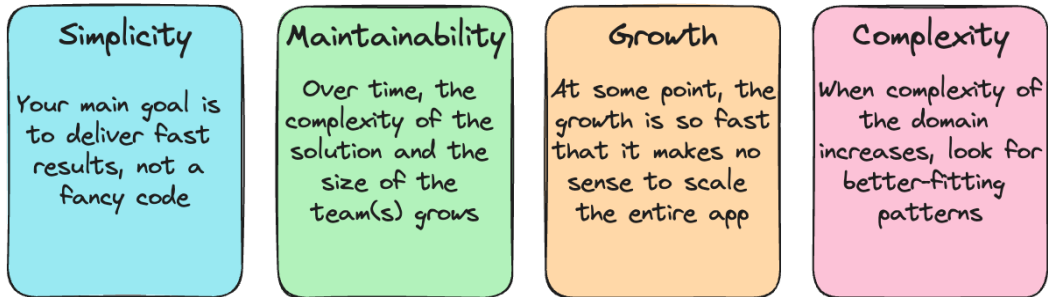 Simplicity
Your main goal is
to deliver fast
results, not a
fancy code
Maintainability
Over time, the
complexity of the
solution and the
size of the
team(s) grows
Growth
At some point, the
growth is so fast
that it makes no
sense to scale
the entire app
Complexity
When complexity of
the domain
increases, look for
better-fitting
patterns